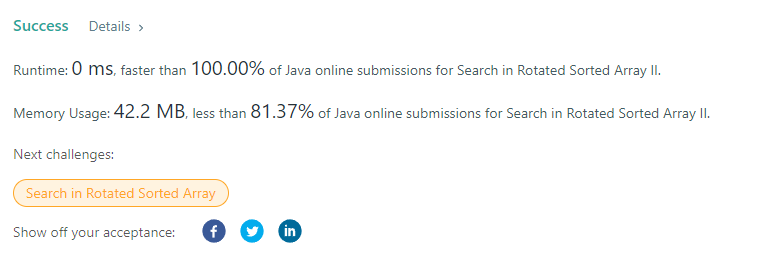 Success Details ›
Runtime: 0 ms, faster than 100.00% of Java online submissions for Search in Rotated Sorted Array II.
Memory Usage: 42.2 MB, less than 81.37% of Java online submissions for Search in Rotated Sorted Array II.
Next challenges:
Search in Rotated Sorted Array
Show off your acceptance: f in